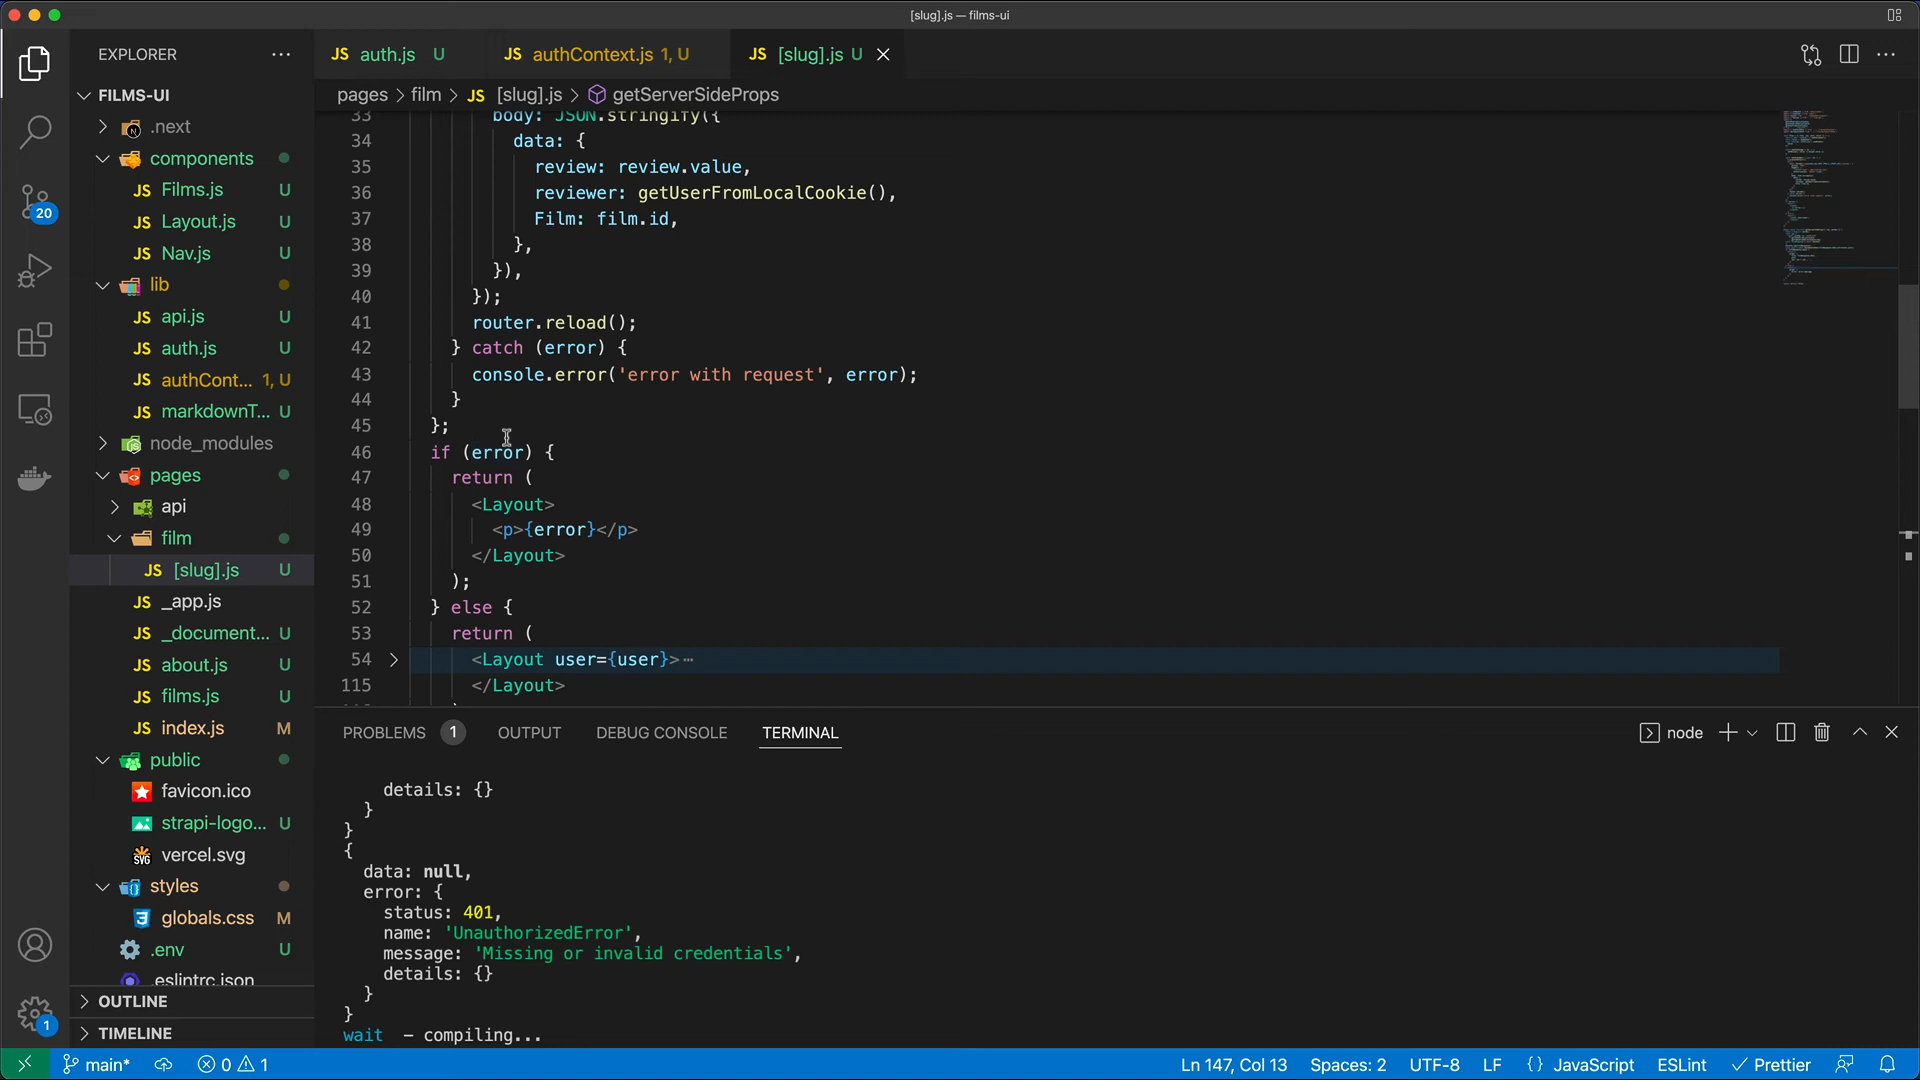 [slug].js — films-ui
EXPLORER
JS auth.js U
JS authContext.js 1, U
JS [slug].js U
pages > film > JS [slug].js > getServerSideProps
FILMS-UI
.next
components
JS Films.js U
JS Layout.js U
JS Nav.js U
lib
JS api.js U
JS auth.js U
JS authCont... 1, U
JS markdownT... U
node_modules
pages
api
film
JS [slug].js U
JS _app.js
JS _document... U
JS about.js U
JS films.js U
JS index.js M
public
favicon.ico
strapi-logo... U
SVG vercel.svg
styles
globals.css M
.env U
.eslintrc.json
OUTLINE
TIMELINE
20
1
33 body: JSON.stringify({
34 data: {
35 review: review.value,
36 reviewer: getUserFromLocalCookie(),
37 Film: film.id,
38 },
39 }),
40 });
41 router.reload();
42 } catch (error) {
43 console.error('error with request', error);
44 }
45 };
46 if (error) {
47 return (
48 <Layout>
49 <p>{error}</p>
50 </Layout>
51 );
52 } else {
53 return (
54 <Layout user={user}>⋯
115 </Layout>
PROBLEMS 1 OUTPUT DEBUG CONSOLE TERMINAL
node
details: {}
}
}
{
data: null,
error: {
status: 401,
name: 'UnauthorizedError',
message: 'Missing or invalid credentials',
details: {}
}
}
wait – compiling...
main* 0 1
Ln 147, Col 13 Spaces: 2 UTF-8 LF {} JavaScript ESLint Prettier